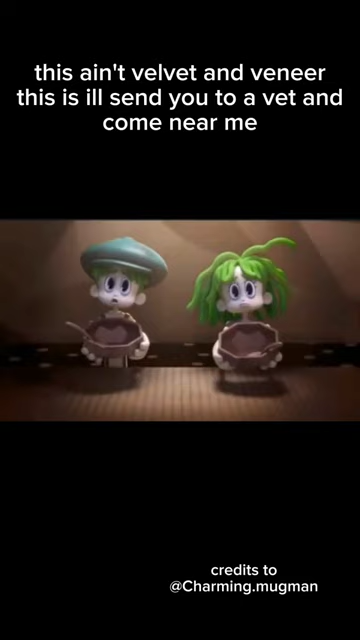 this ain't velvet and veneer
this is ill send you to a vet and
come near me
credits to
@Charming.mugman